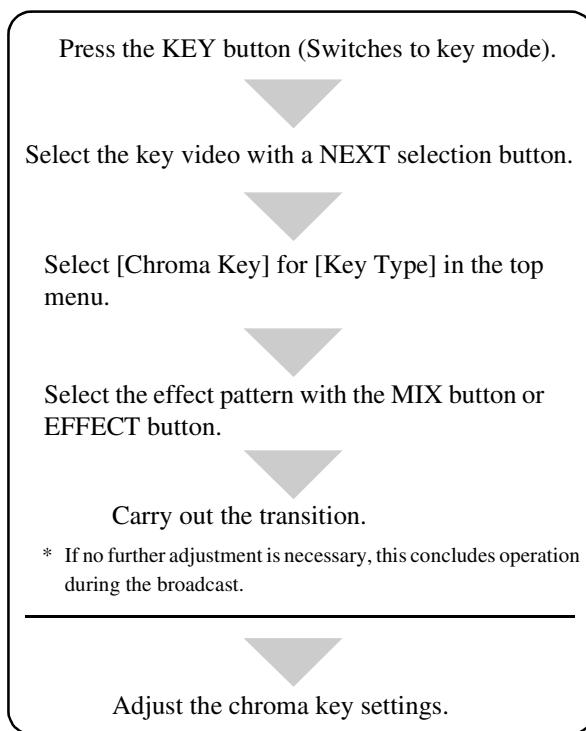 Press the KEY button (Switches to key mode).
Select the key video with a NEXT selection button.
Select [Chroma Key] for [Key Type] in the top
menu.
Select the effect pattern with the MIX button or
EFFECT button.
Carry out the transition.
* If no further adjustment is necessary, this concludes operation
during the broadcast.
Adjust the chroma key settings.